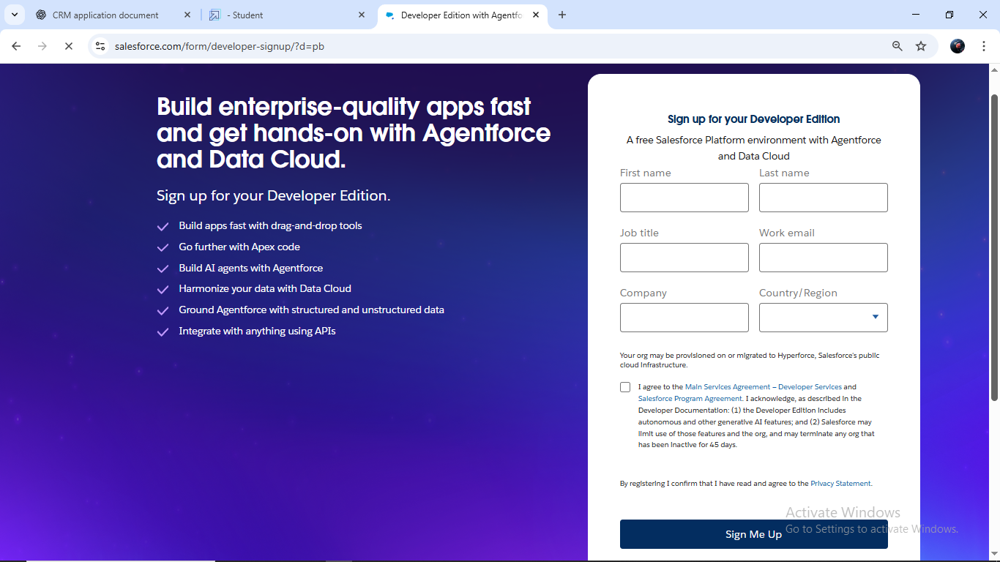 CRM application document
- Student
Developer Edition with Agentfo
salesforce.com/form/developer-signup/?d=pb
Build enterprise-quality apps fast
and get hands-on with Agentforce
and Data Cloud.
Sign up for your Developer Edition.
Build apps fast with drag-and-drop tools
Go further with Apex code
Build AI agents with Agentforce
Harmonize your data with Data Cloud
Ground Agentforce with structured and unstructured data
Integrate with anything using APIs
Sign up for your Developer Edition
A free Salesforce Platform environment with Agentforce
and Data Cloud
First name
Last name
Job title
Work email
Company
Country/Region
Your org may be provisioned on or migrated to Hyperforce, Salesforce's public
cloud infrastructure.
I agree to the Main Services Agreement – Developer Services and
Salesforce Program Agreement. I acknowledge, as described in the
Developer Documentation: (1) the Developer Edition includes
autonomous and other generative AI features; and (2) Salesforce may
limit use of those features and the org, and may terminate any org that
has been inactive for 45 days.
By registering I confirm that I have read and agree to the Privacy Statement.
Sign Me Up
Activate Windows
Go to Settings to activate Windows.